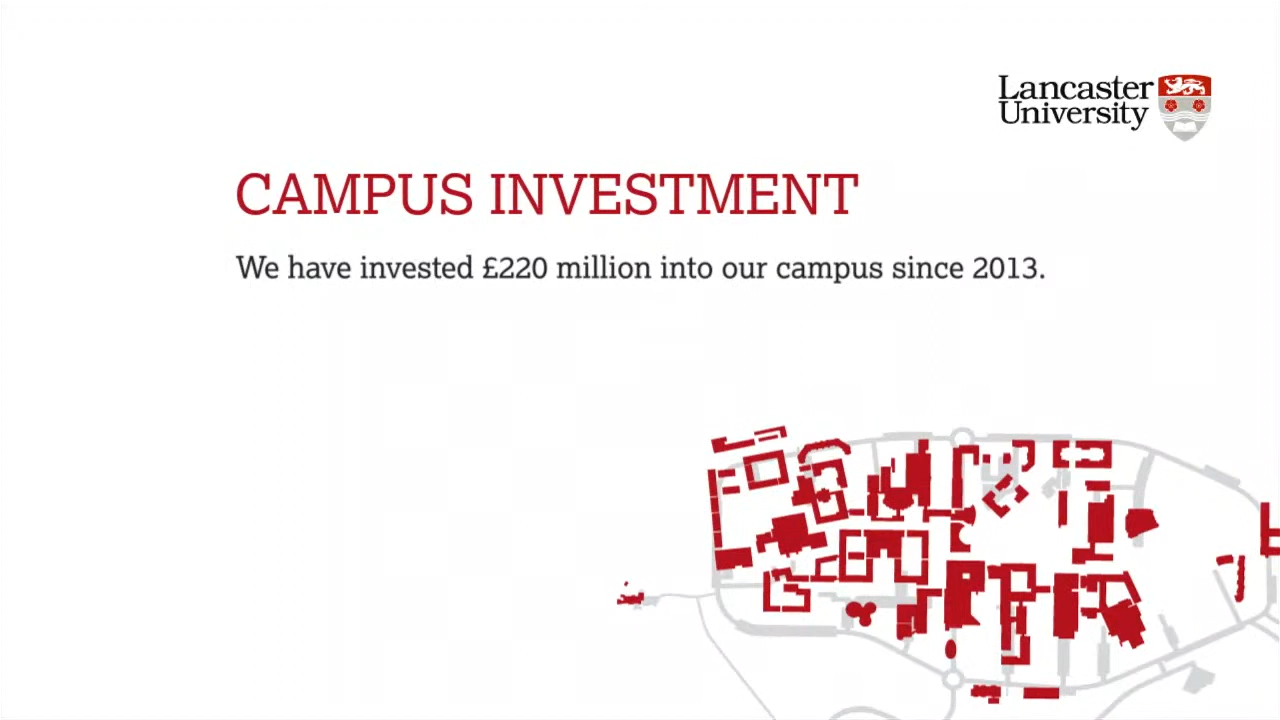 Lancaster
University
CAMPUS INVESTMENT
We have invested £220 million into our campus since 2013.